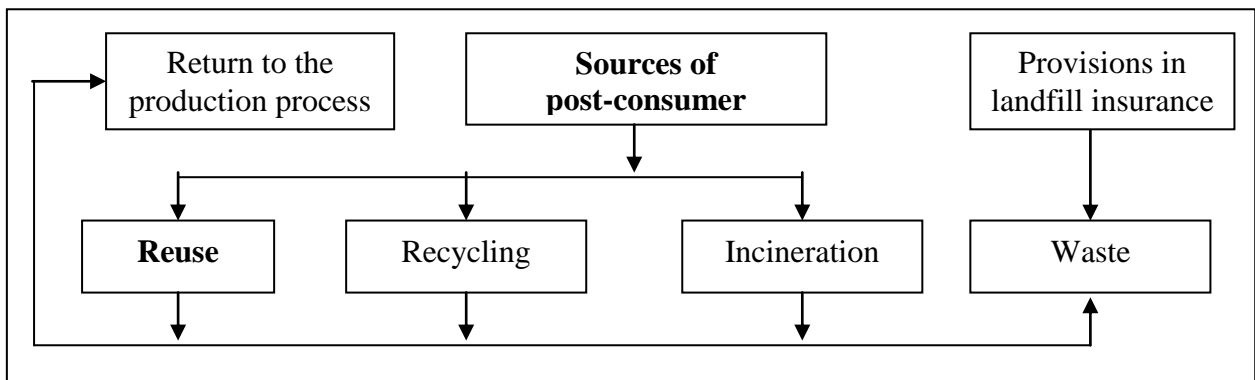 Return to the
production process
Sources of
post-consumer
Provisions in
landfill insurance
Reuse
Recycling
Incineration
Waste